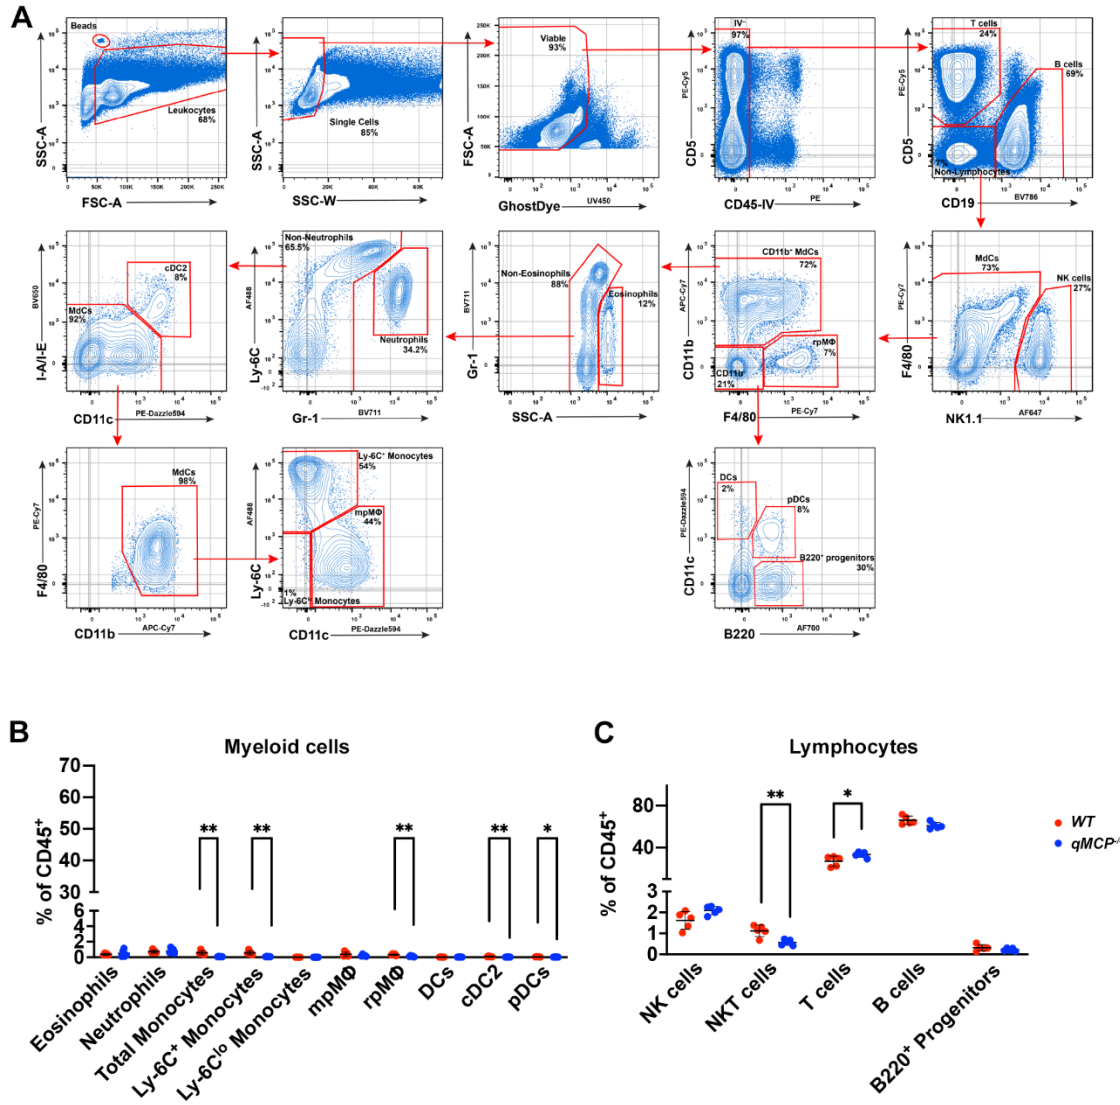 A
Beads
Leukocytes
68%
SSC-A
FSC-A
Single Cells
85%
SSC-A
SSC-W
Viable
93%
FSC-A
GhostDye
UV450
IV⁻
97%
PE-Cy5
CD5
CD45-IV
PE
T cells
24%
B cells
69%
7%
Non-Lymphocytes
PE-Cy5
CD5
CD19
BV786
cDC2
8%
MdCs
92%
BV650
I-A/I-E
CD11c
PE-Dazzle594
Non-Neutrophils
65.5%
Neutrophils
34.2%
AF488
Ly-6C
Gr-1
BV711
Non-Eosinophils
88%
Eosinophils
12%
BV711
Gr-1
SSC-A
CD11b⁺ MdCs
72%
rpMΦ
7%
CD11b⁻
21%
APC-Cy7
CD11b
F4/80
PE-Cy7
MdCs
73%
NK cells
27%
PE-Cy7
F4/80
NK1.1
AF647
MdCs
98%
PE-Cy7
F4/80
CD11b
APC-Cy7
Ly-6C⁺ Monocytes
54%
mpMΦ
44%
1%
Ly-6Cˡᵒ Monocytes
AF488
Ly-6C
CD11c
PE-Dazzle594
DCs
2%
pDCs
8%
B220⁺ progenitors
30%
PE-Dazzle594
CD11c
B220
AF700
B
Myeloid cells
% of CD45⁺
70
60
50
40
30
6
4
2
0
** ** ** ** *
Eosinophils
Neutrophils
Total Monocytes
Ly-6C⁺ Monocytes
Ly-6Cˡᵒ Monocytes
mpMΦ
rpMΦ
DCs
cDC2
pDCs
C
Lymphocytes
% of CD45⁺
80
40
3
2
1
0
** *
NK cells
NKT cells
T cells
B cells
B220⁺ Progenitors
WT
qMCP⁻/